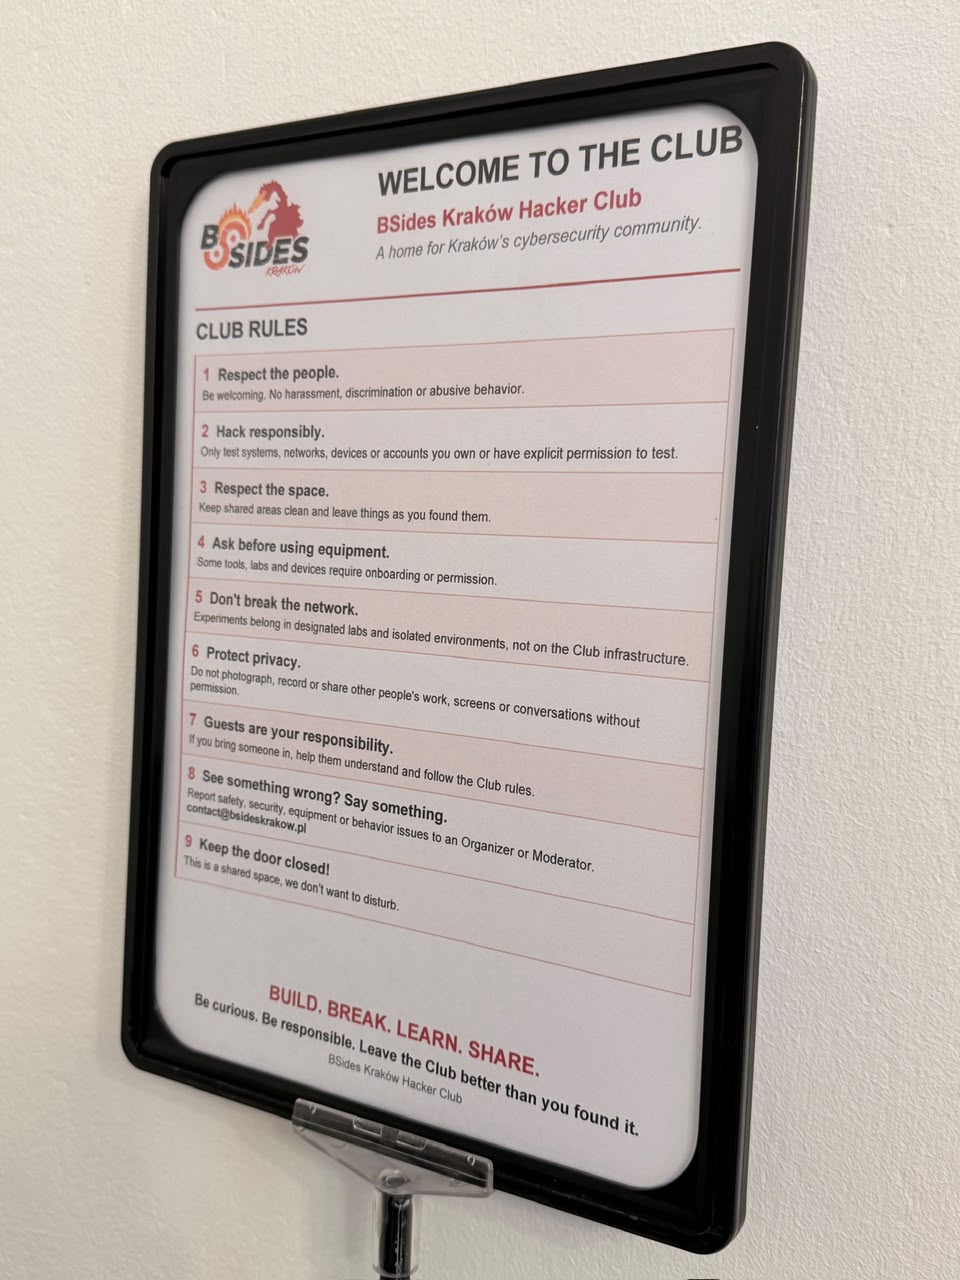 BSIDES
KRAKÓW
WELCOME TO THE CLUB
BSides Kraków Hacker Club
A home for Kraków's cybersecurity community.
CLUB RULES
1 Respect the people.
Be welcoming. No harassment, discrimination or abusive behavior.
2 Hack responsibly.
Only test systems, networks, devices or accounts you own or have explicit permission to test.
3 Respect the space.
Keep shared areas clean and leave things as you found them.
4 Ask before using equipment.
Some tools, labs and devices require onboarding or permission.
5 Don't break the network.
Experiments belong in designated labs and isolated environments, not on the Club infrastructure.
6 Protect privacy.
Do not photograph, record or share other people's work, screens or conversations without
permission.
7 Guests are your responsibility.
If you bring someone in, help them understand and follow the Club rules.
8 See something wrong? Say something.
Report safety, security, equipment or behavior issues to an Organizer or Moderator.
contact@bsideskrakow.pl
9 Keep the door closed!
This is a shared space, we don't want to disturb.
BUILD. BREAK. LEARN. SHARE.
Be curious. Be responsible. Leave the Club better than you found it.
BSides Kraków Hacker Club